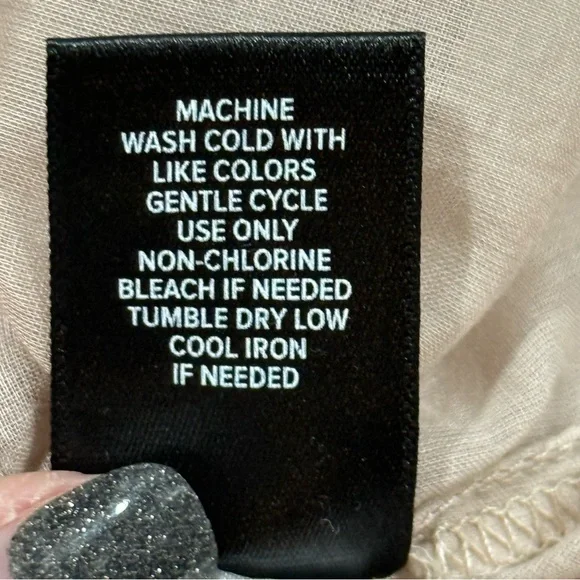 MACHINE
WASH COLD WITH
LIKE COLORS
GENTLE CYCLE
USE ONLY
NON-CHLORINE
BLEACH IF NEEDED
TUMBLE DRY LOW
COOL IRON
IF NEEDED